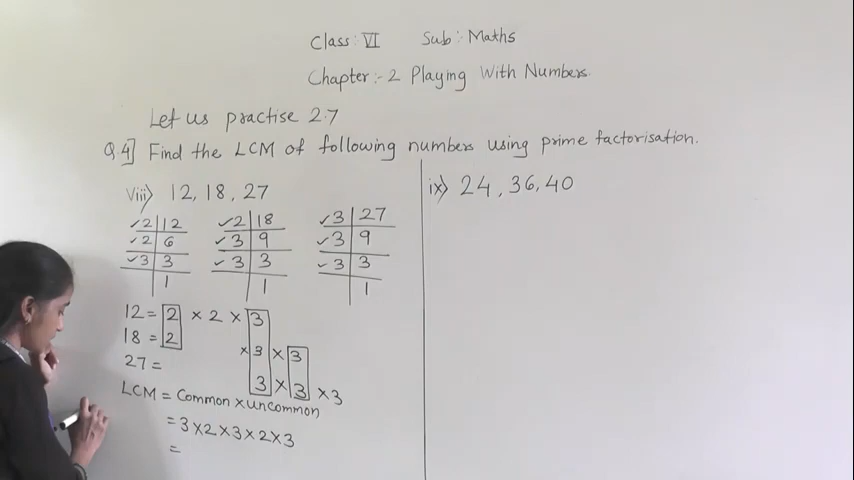 Class:- VI Sub:- Maths
Chapter:- 2 Playing With Numbers.
Let us practise 2.7
Q.4] Find the LCM of following numbers using prime factorisation.
viii) 12, 18, 27
✓2 | 12 ✓2 | 18 ✓3 | 27
✓2 | 6 ✓3 | 9 ✓3 | 9
✓3 | 3 ✓3 | 3 ✓3 | 3
| 1 | 1 | 1
12 = 2 × 2 × 3
18 = 2 × 3 × 3
27 = 3 × 3 × 3
LCM = Common × Uncommon
= 3 × 2 × 3 × 2 × 3
=
ix) 24, 36, 40